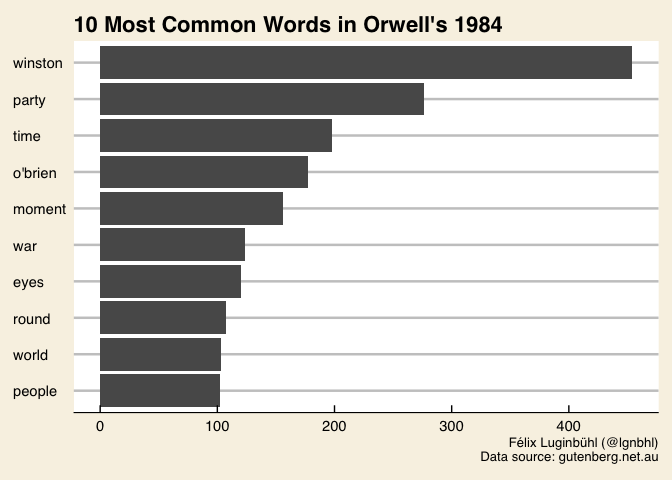 10 Most Common Words in Orwell's 1984
winston
party
time
o'brien
moment
war
eyes
round
world
people
0 100 200 300 400
Félix Luginbühl (@lgnbhl)
Data source: gutenberg.net.au